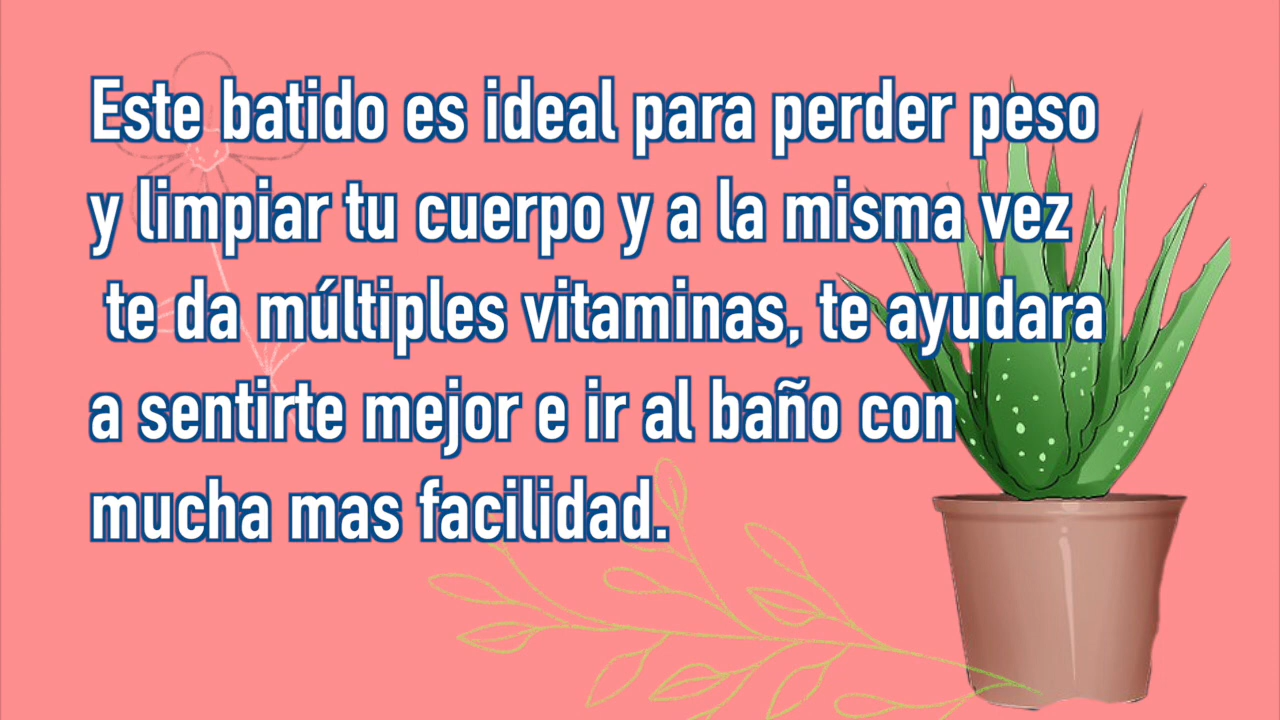 Este batido es ideal para perder peso
y limpiar tu cuerpo y a la misma vez
te da múltiples vitaminas, te ayudara
a sentirte mejor e ir al baño con
mucha mas facilidad.